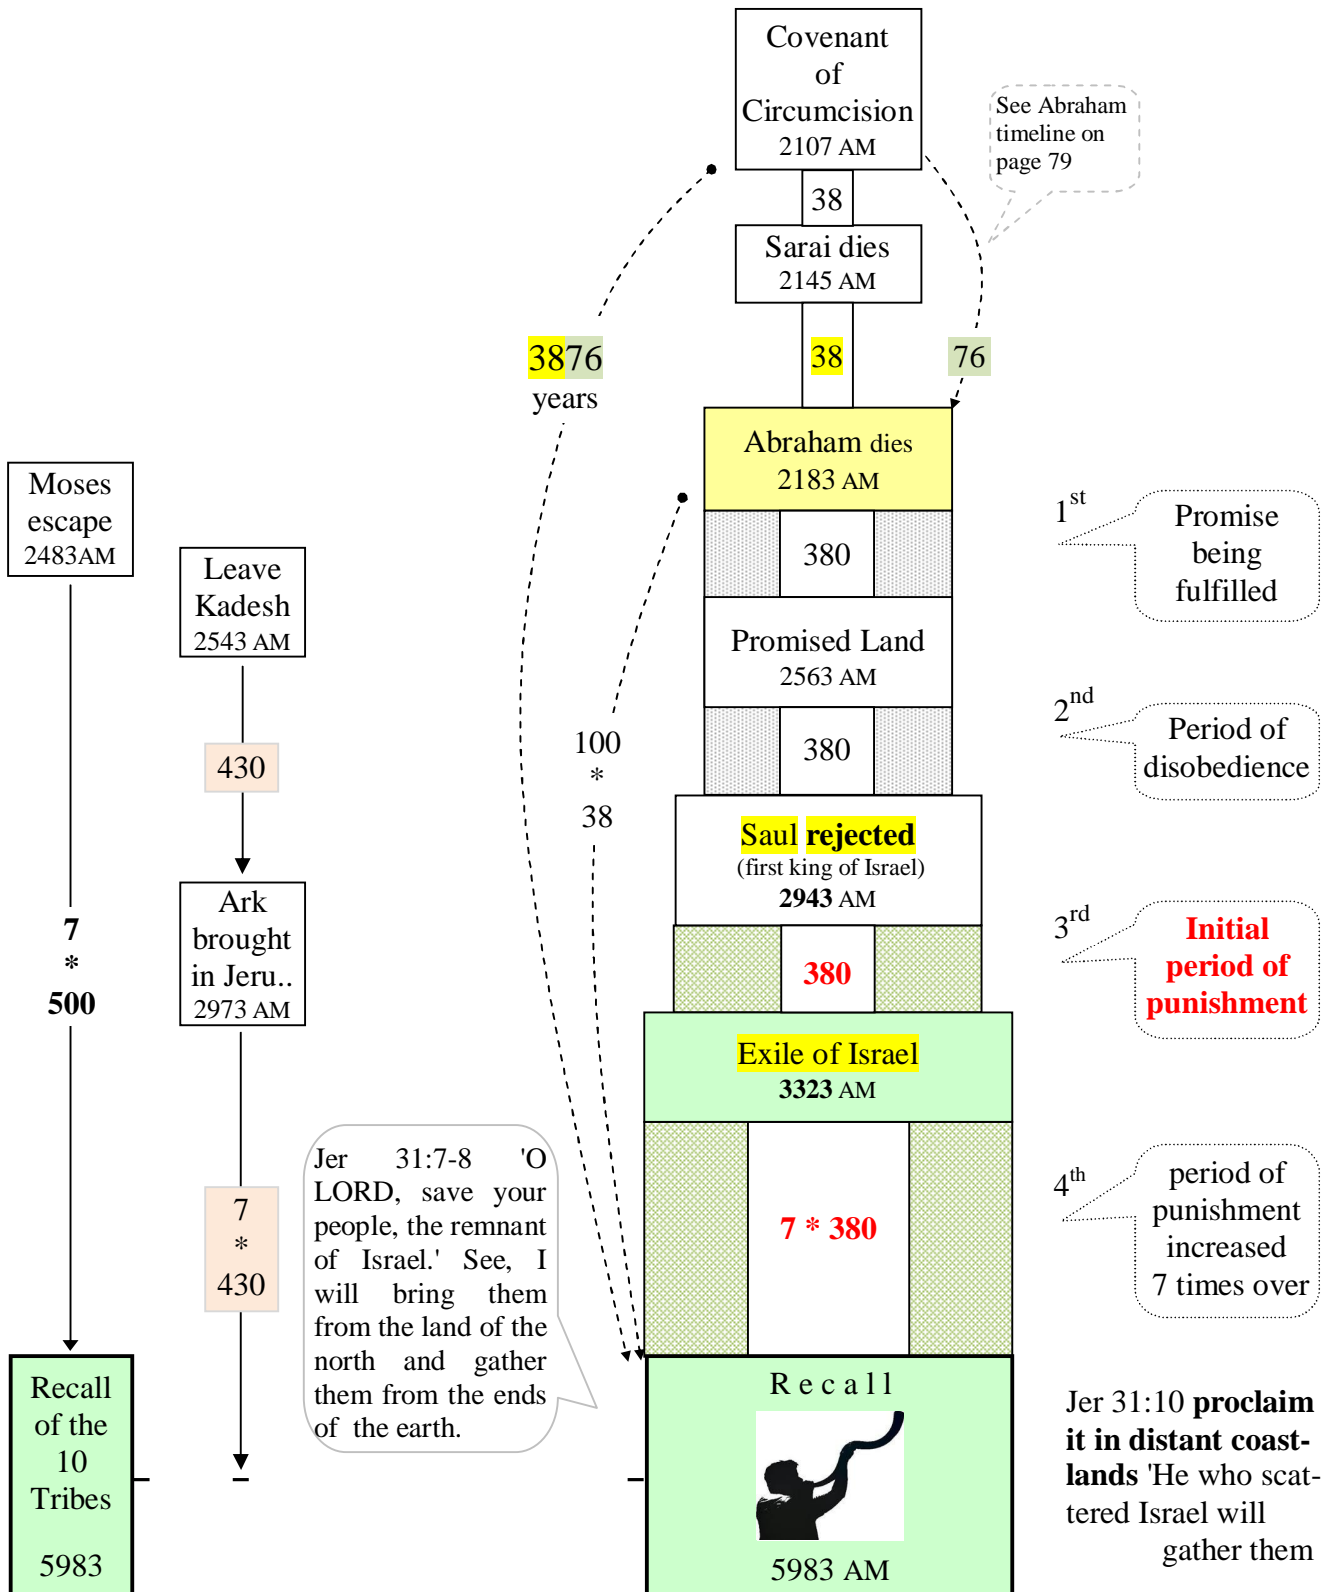 Covenant
of
Circumcision
2107 AM
See Abraham
timeline on
page 79
38
Sarai dies
2145 AM
3876
years
38
76
Abraham dies
2183 AM
Moses
escape
2483AM
Leave
Kadesh
2543 AM
380
1st
Promise
being
fulfilled
Promised Land
2563 AM
430
100
*
38
380
2nd
Period of
disobedience
Saul rejected
(first king of Israel)
2943 AM
7
*
500
Ark
brought
in Jeru..
2973 AM
380
3rd
Initial
period of
punishment
Exile of Israel
3323 AM
7
*
430
Jer 31:7-8 'O
LORD, save your
people, the remnant
of Israel.' See, I
will bring them
from the land of the
north and gather
them from the ends
of the earth.
7 * 380
4th
period of
punishment
increased
7 times over
Recall
of the
10
Tribes
5983
Recall
5983 AM
Jer 31:10 proclaim
it in distant coast-
lands 'He who scat-
tered Israel will
gather them